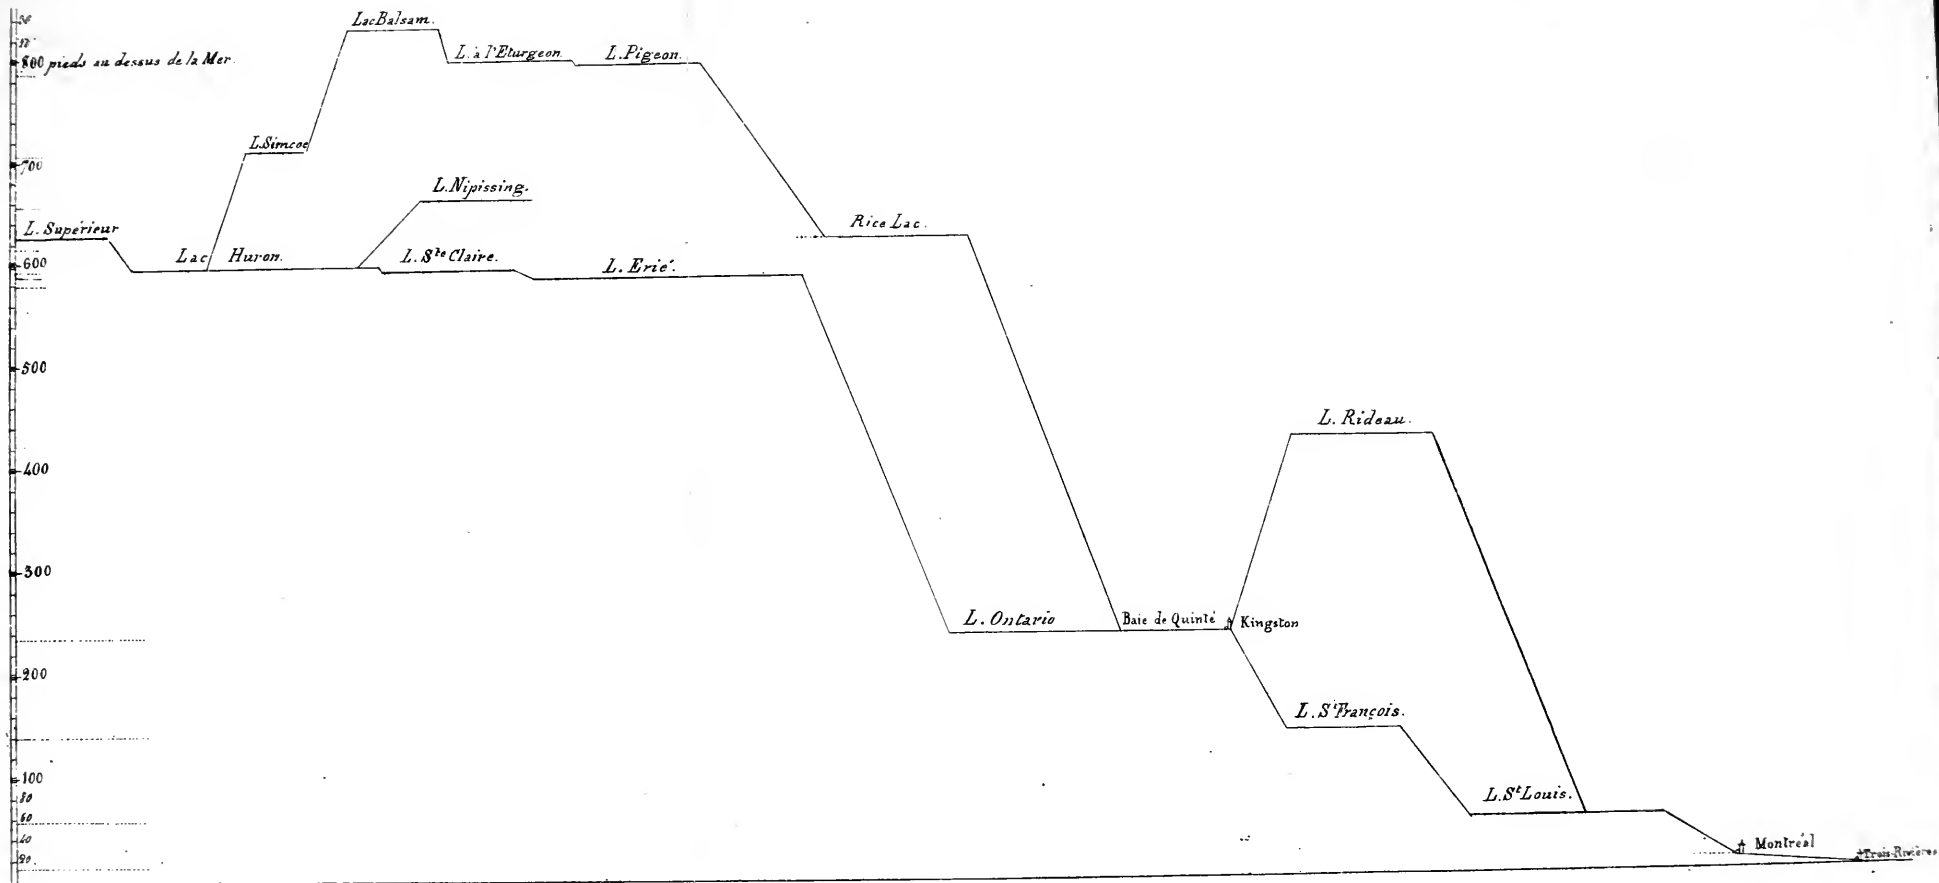 Lac Balsam.
L. à l'Eturgeon.
L. Pigeon.
800 pieds au dessus de la Mer.
L. Simcoe
700
L. Nipissing.
L. Supérieur
Rice Lac.
Lac Huron.
L. Ste Claire.
L. Erié.
600
500
L. Rideau.
400
300
L. Ontario
Baie de Quinté
Kingston
200
L. St François.
100
80
L. St Louis.
60
40
Montréal
20
Trois-Rivières